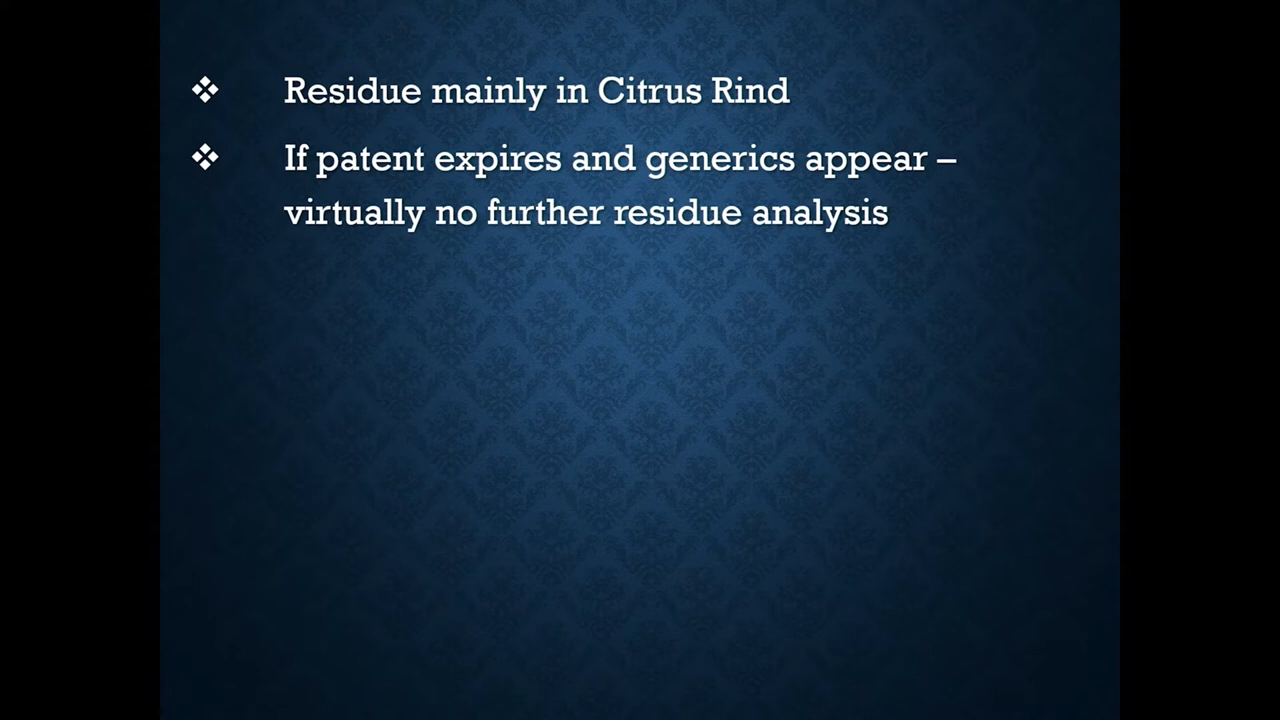 ❖ Residue mainly in Citrus Rind
❖ If patent expires and generics appear –
virtually no further residue analysis